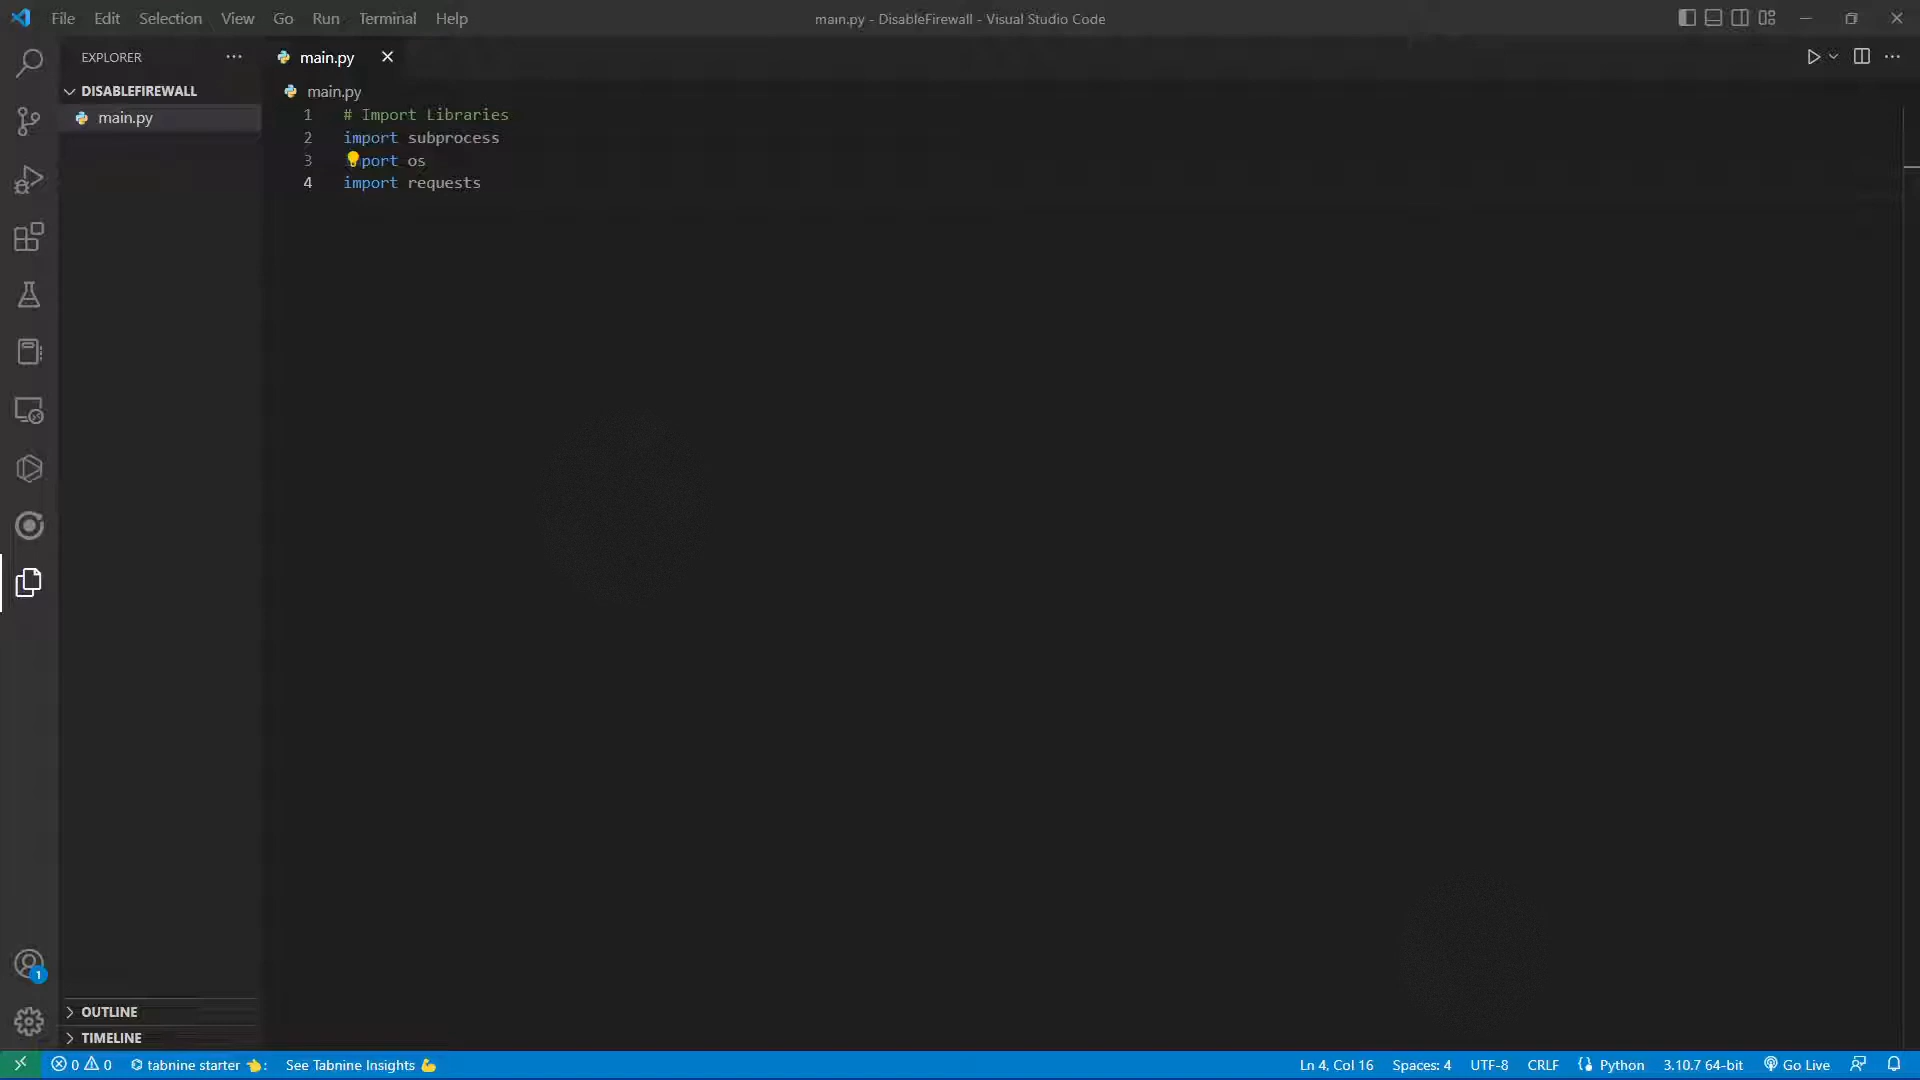 File Edit Selection View Go Run Terminal Help
main.py - DisableFirewall - Visual Studio Code
EXPLORER
main.py
DISABLEFIREWALL
main.py
main.py
1 # Import Libraries
2 import subprocess
3 port os
4 import requests
1
OUTLINE
TIMELINE
0 0 tabnine starter 👈: See Tabnine Insights 💪 Ln 4, Col 16 Spaces: 4 UTF-8 CRLF Python 3.10.7 64-bit Go Live